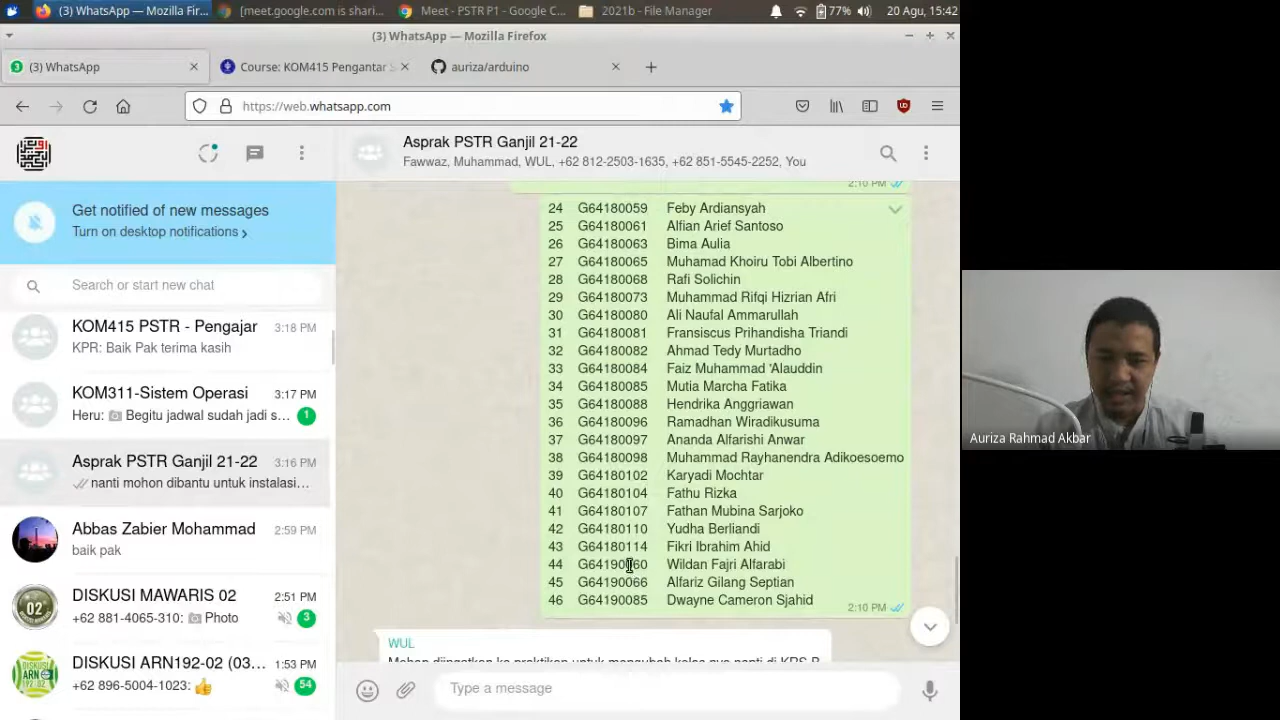 (3) WhatsApp — Mozilla Fir...
[meet.google.com is shari...
Meet - PSTR P1 - Google C...
2021b - File Manager
77%
20 Agu, 15:42
(3) WhatsApp — Mozilla Firefox
(3) WhatsApp
Course: KOM415 Pengantar S
auriza/arduino
https://web.whatsapp.com
Asprak PSTR Ganjil 21-22
Fawwaz, Muhammad, WUL, +62 812-2503-1635, +62 851-5545-2252, You
Get notified of new messages
Turn on desktop notifications >
Search or start new chat
KOM415 PSTR - Pengajar 3:18 PM
KPR: Baik Pak terima kasih
KOM311-Sistem Operasi 3:17 PM
Heru: Begitu jadwal sudah jadi s... 1
Asprak PSTR Ganjil 21-22 3:16 PM
nanti mohon dibantu untuk instalasi...
Abbas Zabier Mohammad 2:59 PM
baik pak
DISKUSI MAWARIS 02 2:51 PM
+62 881-4065-310: Photo 3
DISKUSI ARN192-02 (03... 1:53 PM
+62 896-5004-1023: 👍 54
2:10 PM
24 G64180059 Feby Ardiansyah
25 G64180061 Alfian Arief Santoso
26 G64180063 Bima Aulia
27 G64180065 Muhamad Khoiru Tobi Albertino
28 G64180068 Rafi Solichin
29 G64180073 Muhammad Rifqi Hizrian Afri
30 G64180080 Ali Naufal Ammarullah
31 G64180081 Fransiscus Prihandisha Triandi
32 G64180082 Ahmad Tedy Murtadho
33 G64180084 Faiz Muhammad 'Alauddin
34 G64180085 Mutia Marcha Fatika
35 G64180088 Hendrika Anggriawan
36 G64180096 Ramadhan Wiradikusuma
37 G64180097 Ananda Alfarishi Anwar
38 G64180098 Muhammad Rayhanendra Adikoesoemo
39 G64180102 Karyadi Mochtar
40 G64180104 Fathu Rizka
41 G64180107 Fathan Mubina Sarjoko
42 G64180110 Yudha Berliandi
43 G64180114 Fikri Ibrahim Ahid
44 G64190060 Wildan Fajri Alfarabi
45 G64190066 Alfariz Gilang Septian
46 G64190085 Dwayne Cameron Sjahid
2:10 PM
WUL
Type a message
Auriza Rahmad Akbar